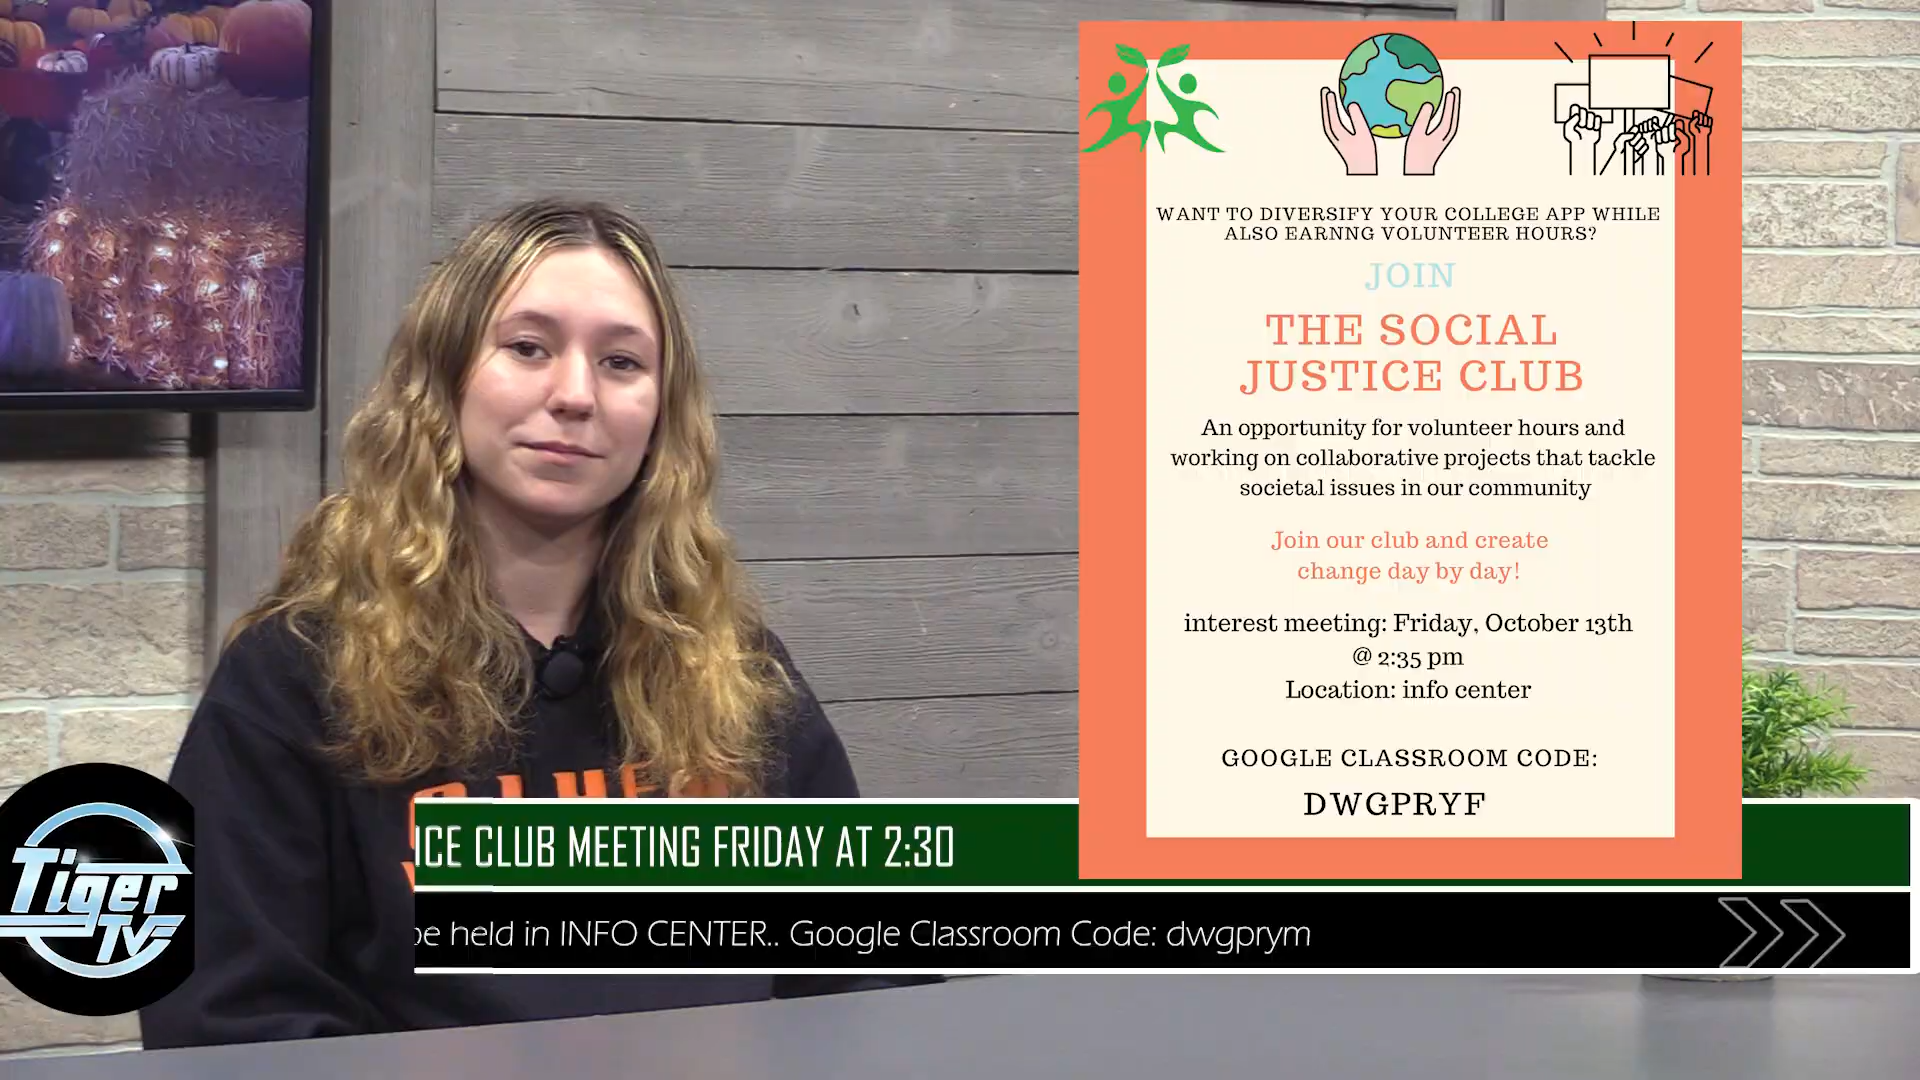 WANT TO DIVERSIFY YOUR COLLEGE APP WHILE
ALSO EARNNG VOLUNTEER HOURS?
JOIN
THE SOCIAL
JUSTICE CLUB
An opportunity for volunteer hours and
working on collaborative projects that tackle
societal issues in our community
Join our club and create
change day by day!
interest meeting: Friday, October 13th
@ 2:35 pm
Location: info center
GOOGLE CLASSROOM CODE:
DWGPRYF
ICE CLUB MEETING FRIDAY AT 2:30
be held in INFO CENTER.. Google Classroom Code: dwgprym
Tiger
TV